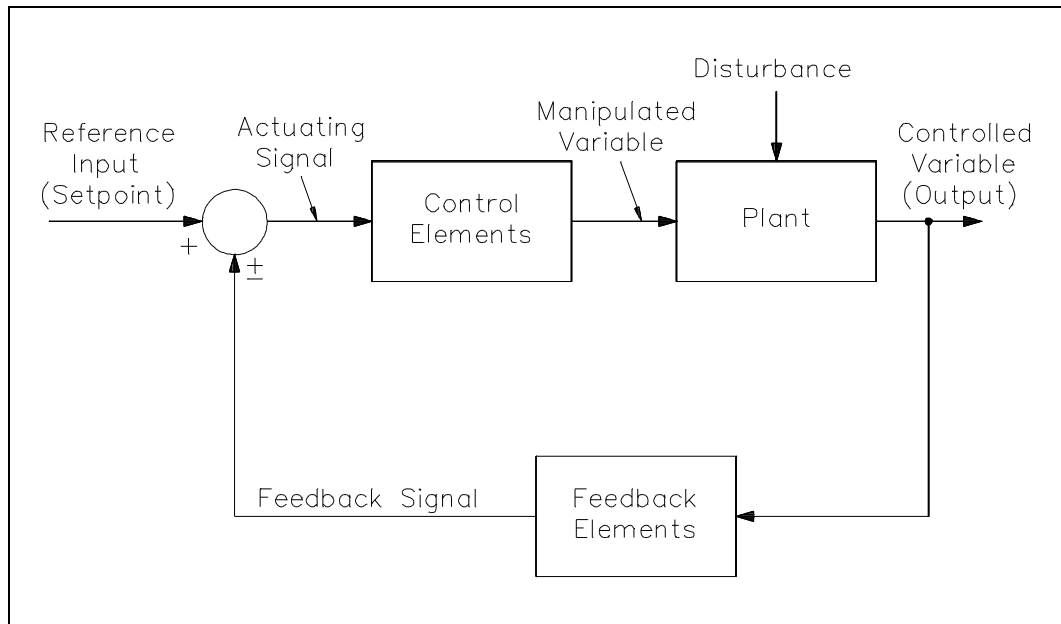 Disturbance
Reference
Input
(Setpoint)
Actuating
Signal
Manipulated
Variable
Controlled
Variable
(Output)
Control
Elements
Plant
+
±
Feedback Signal
Feedback
Elements